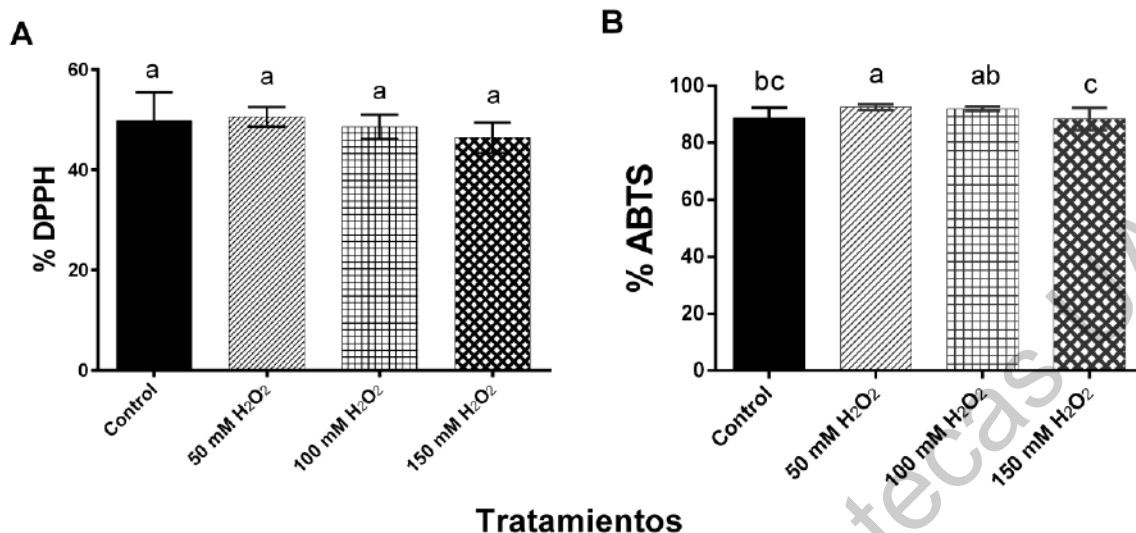 A
60
a
a
a
a
40
% DPPH
20
0
Control
50 mM H₂O₂
100 mM H₂O₂
150 mM H₂O₂
B
100
bc
a
ab
c
80
60
% ABTS
40
20
0
Control
50 mM H₂O₂
100 mM H₂O₂
150 mM H₂O₂
Tratamientos